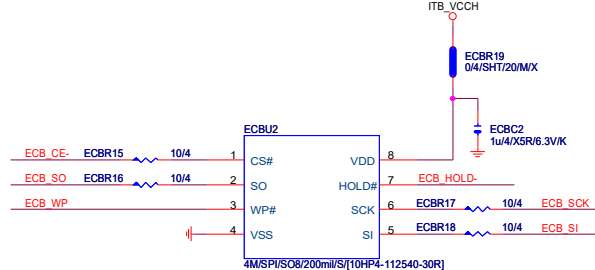 ITB_VCCH
ECBR19
0/4/SHT/20/M/X
ECBC2
1u/4/X5R/6.3V/K
ECBU2
ECB_CE- ECBR15 10/4 1 CS# VDD 8
ECB_SO ECBR16 10/4 2 SO HOLD# 7 ECB_HOLD-
ECB_WP 3 WP# SCK 6 ECBR17 10/4 ECB_SCK
4 VSS SI 5 ECBR18 10/4 ECB_SI
4M/SPI/SO8/200mil/S/[10HP4-112540-30R]